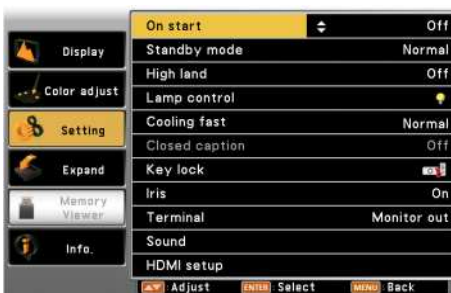 Display
Color adjust
Setting
Expand
Memory
Viewer
Info.
On start Off
Standby mode Normal
High land Off
Lamp control
Cooling fast Normal
Closed caption Off
Key lock
Iris On
Terminal Monitor out
Sound
HDMI setup
Adjust ENTER Select MENU Back